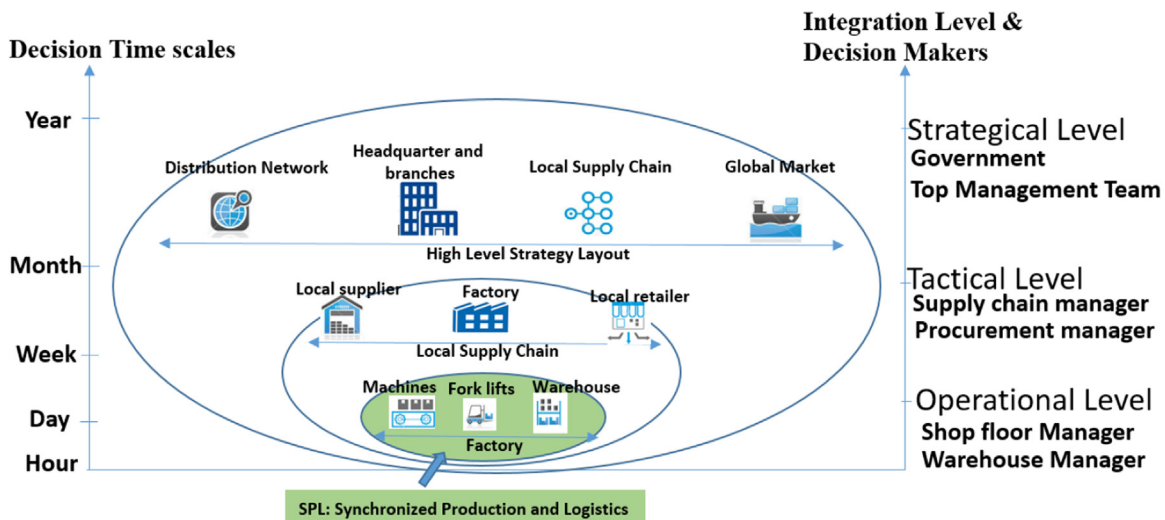 Decision Time scales
Integration Level &
Decision Makers
Year
Month
Week
Day
Hour
Distribution Network
Headquarter and
branches
Local Supply Chain
Global Market
High Level Strategy Layout
Local supplier
Factory
Local retailer
Local Supply Chain
Machines
Fork lifts
Warehouse
Factory
SPL: Synchronized Production and Logistics
Strategical Level
Government
Top Management Team
Tactical Level
Supply chain manager
Procurement manager
Operational Level
Shop floor Manager
Warehouse Manager